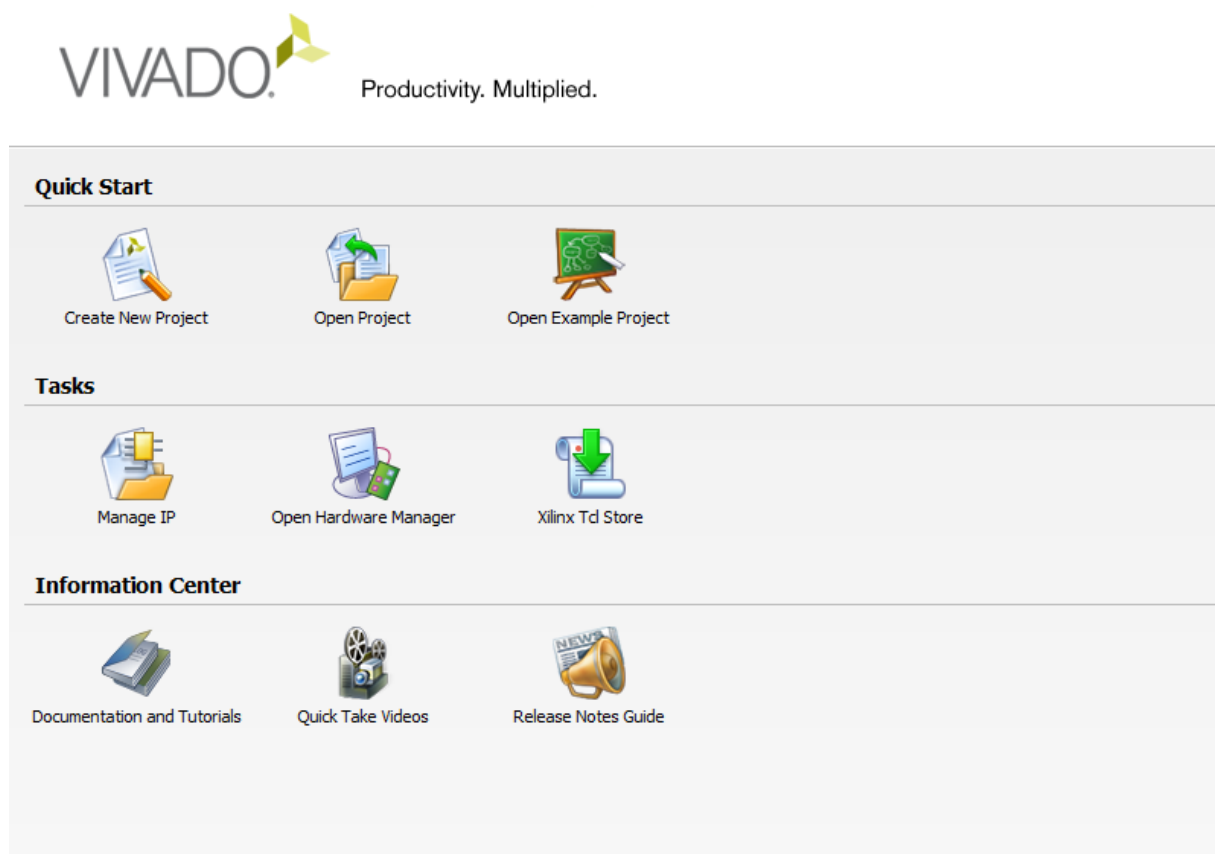 VIVADO.
Productivity. Multiplied.
Quick Start
Create New Project
Open Project
Open Example Project
Tasks
Manage IP
Open Hardware Manager
Xilinx Tcl Store
Information Center
NEWS
Documentation and Tutorials
Quick Take Videos
Release Notes Guide